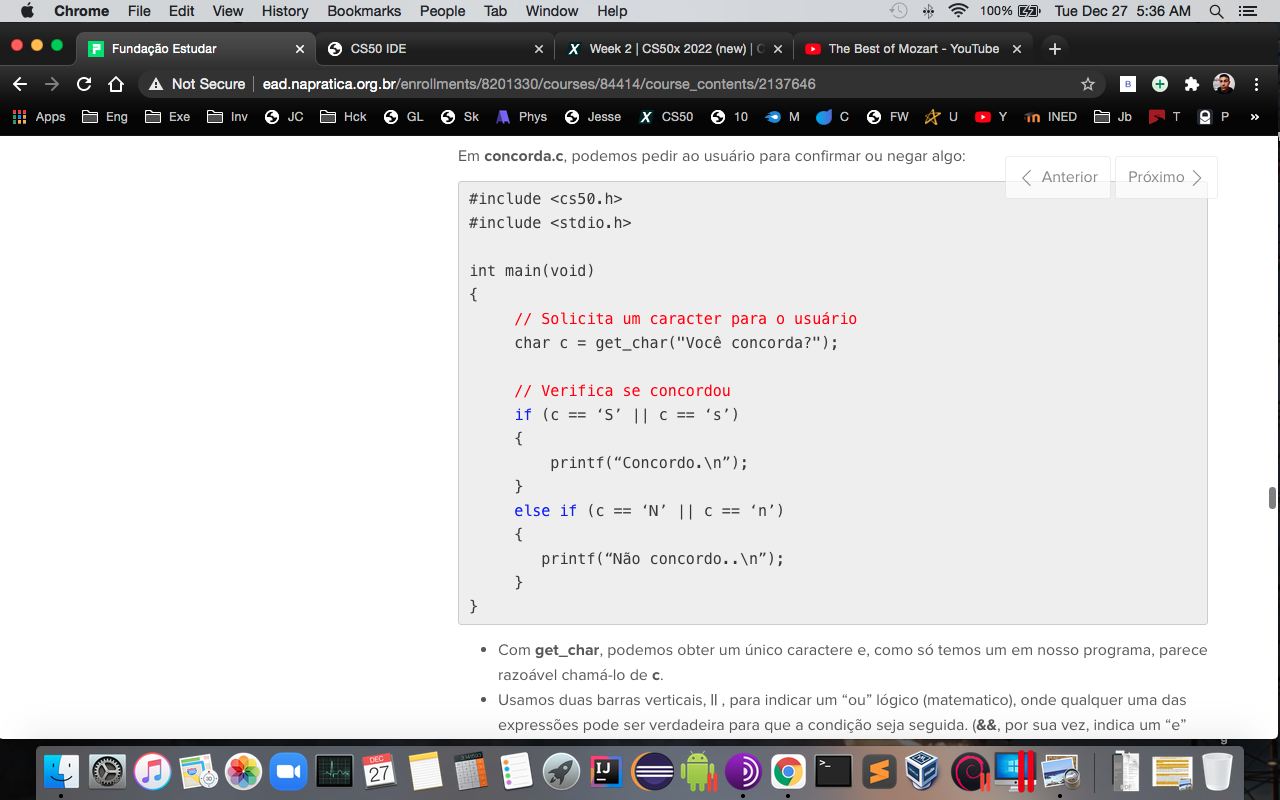 Chrome File Edit View History Bookmarks People Tab Window Help 100% Tue Dec 27 5:36 AM
Fundação Estudar CS50 IDE Week 2 | CS50x 2022 (new) | YouTube The Best of Mozart - YouTube
Not Secure ead.napratica.org.br/enrollments/8201330/courses/84414/course_contents/2137646
Apps Eng Exe Inv JC Hck GL Sk Phys Jesse CS50 10 M C FW U Y INED Jb T P »
Em concorda.c, podemos pedir ao usuário para confirmar ou negar algo:
Anterior Próximo
#include <cs50.h>
#include <stdio.h>
int main(void)
{
// Solicita um caracter para o usuário
char c = get_char("Você concorda?");
// Verifica se concordou
if (c == ‘S’ || c == ‘s’)
{
printf(“Concordo.\n”);
}
else if (c == ‘N’ || c == ‘n’)
{
printf(“Não concordo..\n”);
}
}
• Com get_char, podemos obter um único caractere e, como só temos um em nosso programa, parece
razoável chamá-lo de c.
• Usamos duas barras verticais, || , para indicar um “ou” lógico (matematico), onde qualquer uma das
expressões pode ser verdadeira para que a condição seja seguida. (&&, por sua vez, indica um “e”
DEC
27
IJ